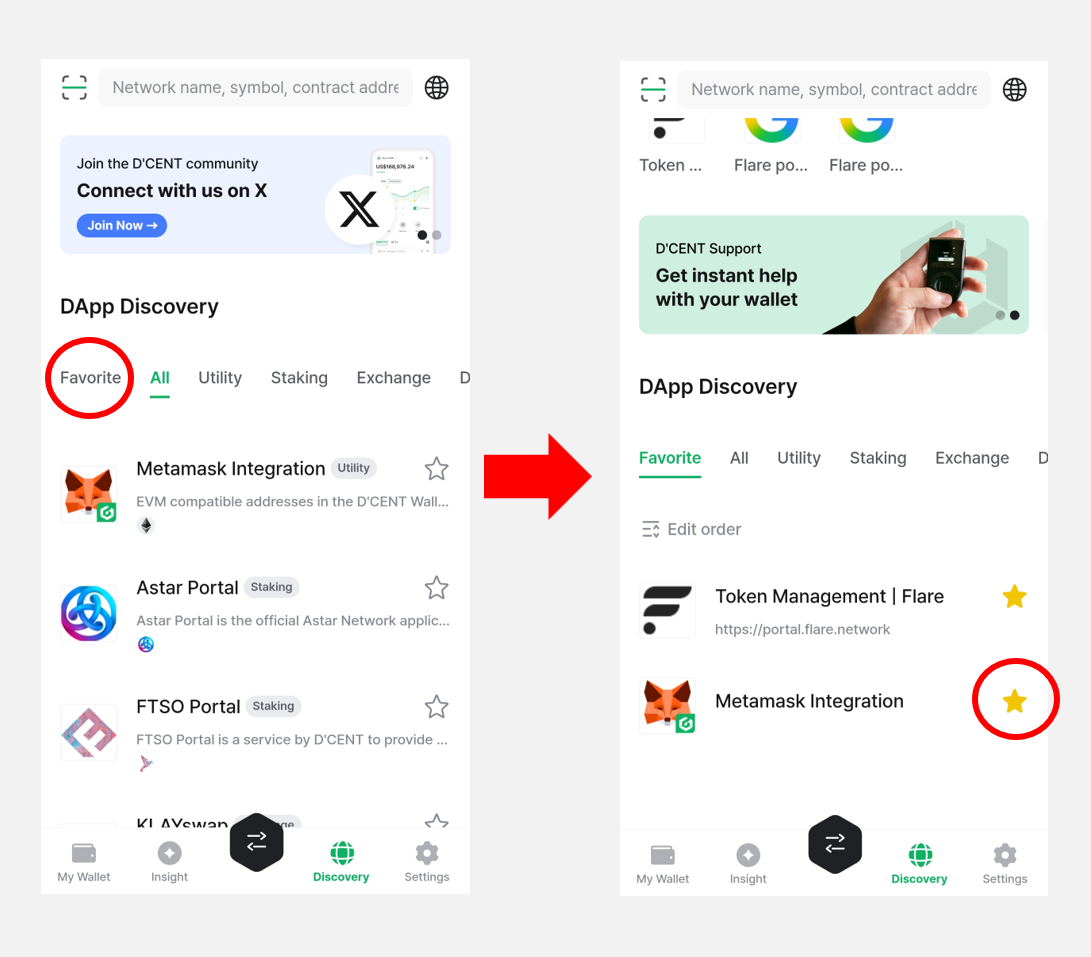 Network name, symbol, contract addre
Join the D'CENT community
Connect with us on X
Join Now →
DApp Discovery
Favorite All Utility Staking Exchange D
Metamask Integration Utility
EVM compatible addresses in the D'CENT Wall...
Astar Portal Staking
Astar Portal is the official Astar Network applic...
FTSO Portal Staking
FTSO Portal is a service by D'CENT to provide ...
KLAYswap
My Wallet Insight Discovery Settings
Network name, symbol, contract addre
Token ... Flare po... Flare po...
D'CENT Support
Get instant help
with your wallet
DApp Discovery
Favorite All Utility Staking Exchange D
Edit order
Token Management | Flare
https://portal.flare.network
Metamask Integration
My Wallet Insight Discovery Settings